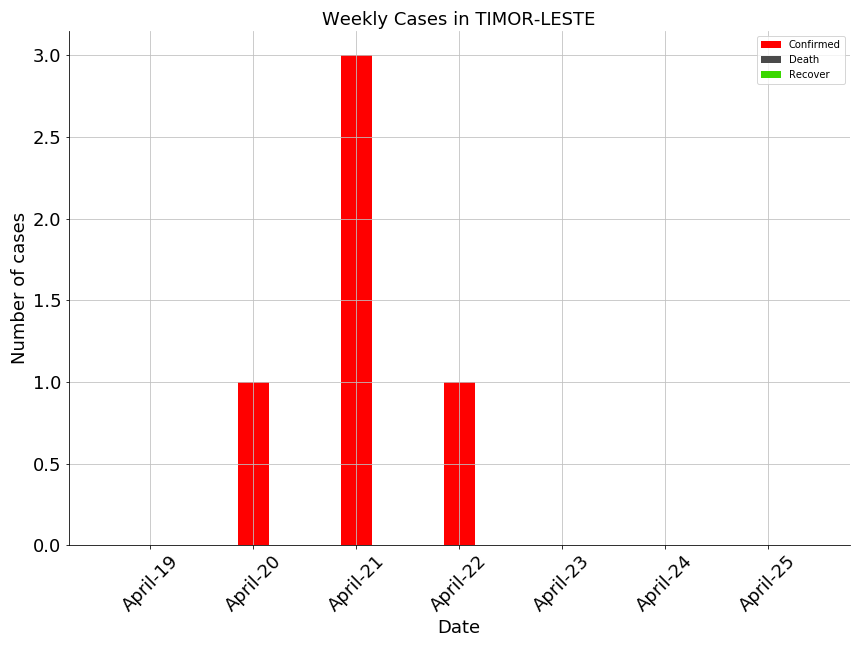 Weekly Cases in TIMOR-LESTE
Confirmed
Death
Recover
Number of cases
3.0
2.5
2.0
1.5
1.0
0.5
0.0
April-19 April-20 April-21 April-22 April-23 April-24 April-25
Date